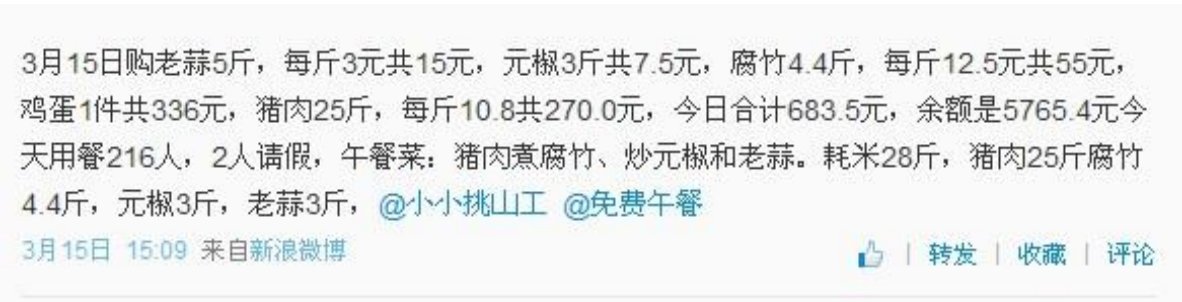 3月15日购老蒜5斤，每斤3元共15元，元椒3斤共7.5元，腐竹4.4斤，每斤12.5元共55元，
鸡蛋1件共336元，猪肉25斤，每斤10.8共270.0元，今日合计683.5元，余额是5765.4元今
天用餐216人，2人请假，午餐菜：猪肉煮腐竹、炒元椒和老蒜。耗米28斤，猪肉25斤腐竹
4.4斤，元椒3斤，老蒜3斤，@小小挑山工 @免费午餐
3月15日 15:09 来自新浪微博 | 转发 | 收藏 | 评论